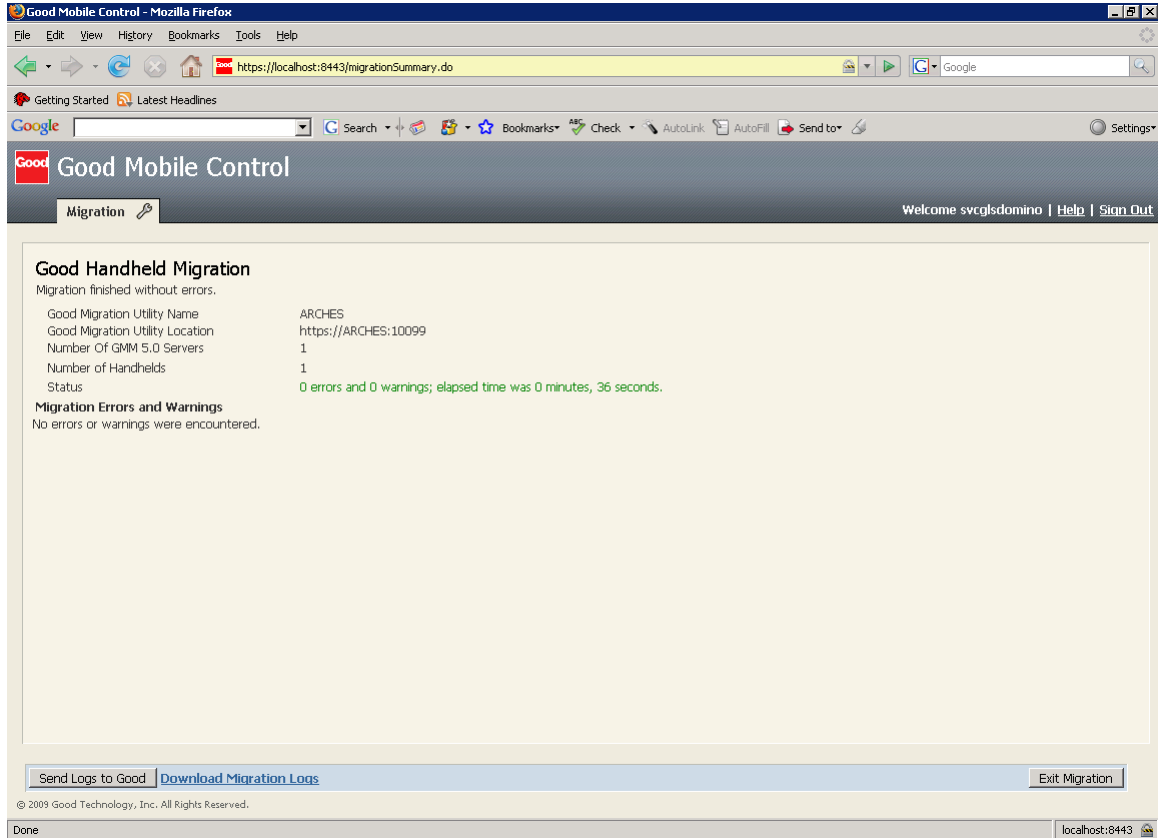 Good Mobile Control - Mozilla Firefox
File Edit View History Bookmarks Tools Help
Good https://localhost:8443/migrationSummary.do G Google
Getting Started Latest Headlines
Google G Search Bookmarks ABC Check AutoLink AutoFill Send to Settings
Good Good Mobile Control
Migration Welcome svcglsdomino | Help | Sign Out
Good Handheld Migration
Migration finished without errors.
Good Migration Utility Name ARCHES
Good Migration Utility Location https://ARCHES:10099
Number Of GMM 5.0 Servers 1
Number of Handhelds 1
Status 0 errors and 0 warnings; elapsed time was 0 minutes, 36 seconds.
Migration Errors and Warnings
No errors or warnings were encountered.
Send Logs to Good Download Migration Logs Exit Migration
© 2009 Good Technology, Inc. All Rights Reserved.
Done localhost:8443